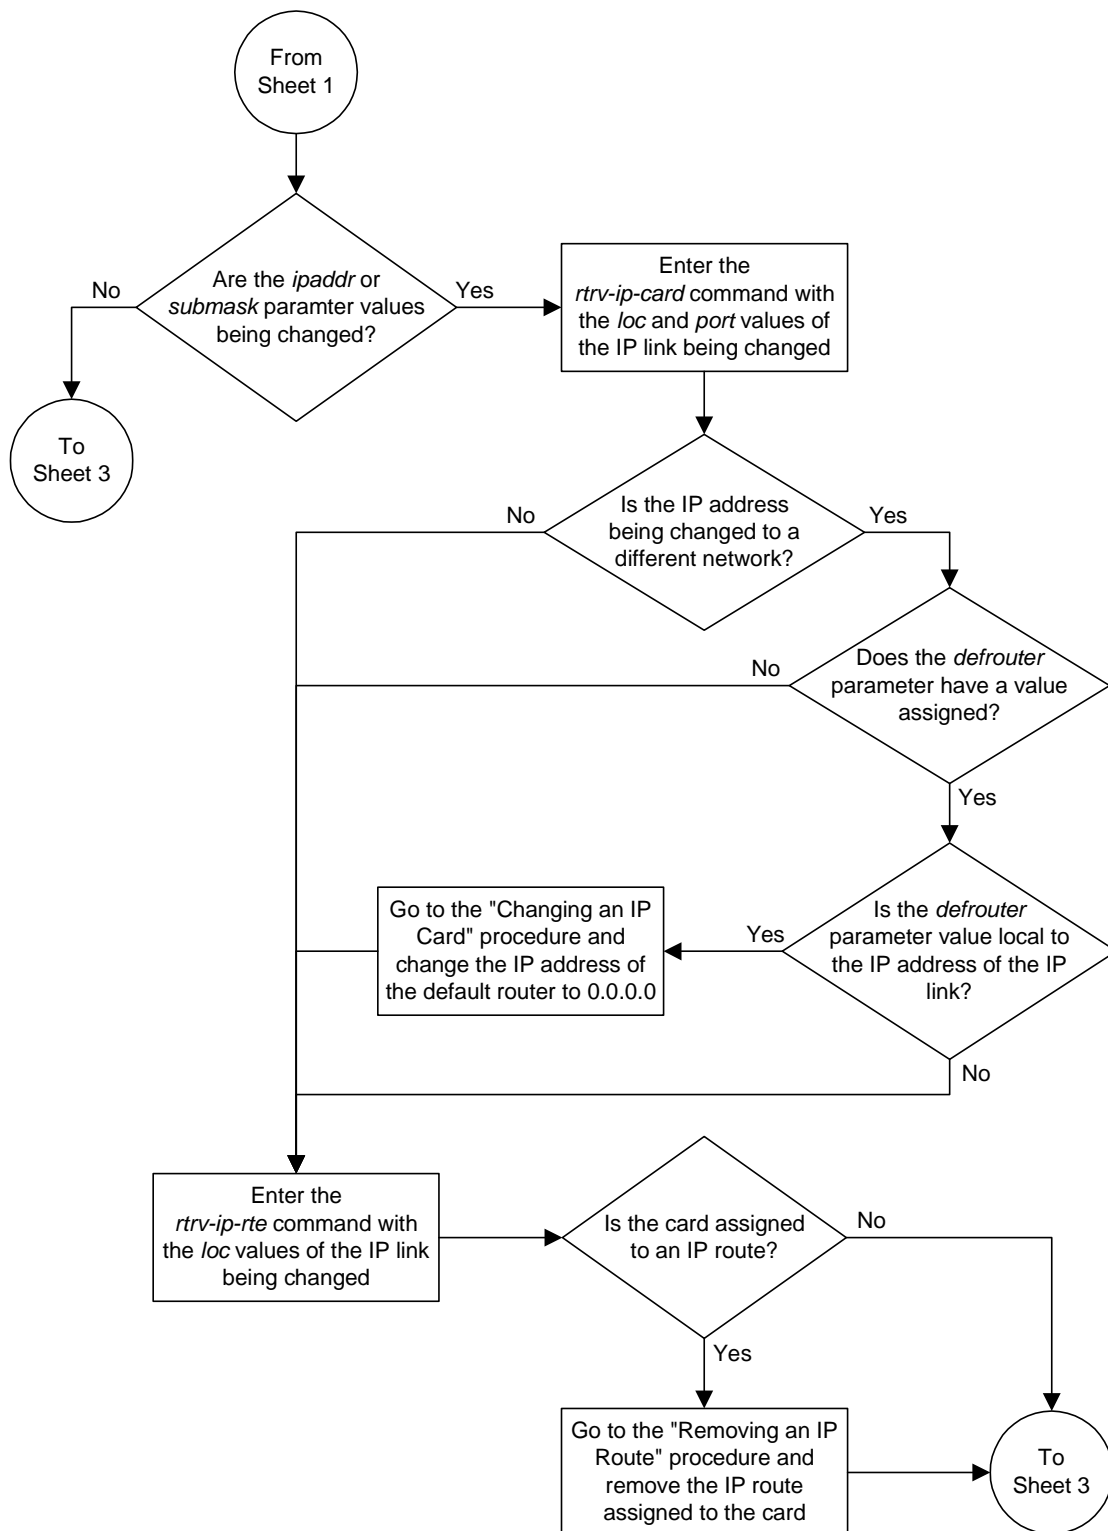 From
Sheet 1
Are the ipaddr or
submask paramter values
being changed?
No
Yes
Enter the
rtrv-ip-card command with
the loc and port values of
the IP link being changed
To
Sheet 3
Is the IP address
being changed to a
different network?
No
Yes
Does the defrouter
parameter have a value
assigned?
No
Yes
Is the defrouter
parameter value local to
the IP address of the IP
link?
Yes
No
Go to the "Changing an IP
Card" procedure and
change the IP address of
the default router to 0.0.0.0
Enter the
rtrv-ip-rte command with
the loc values of the IP link
being changed
Is the card assigned
to an IP route?
No
Yes
Go to the "Removing an IP
Route" procedure and
remove the IP route
assigned to the card
To
Sheet 3